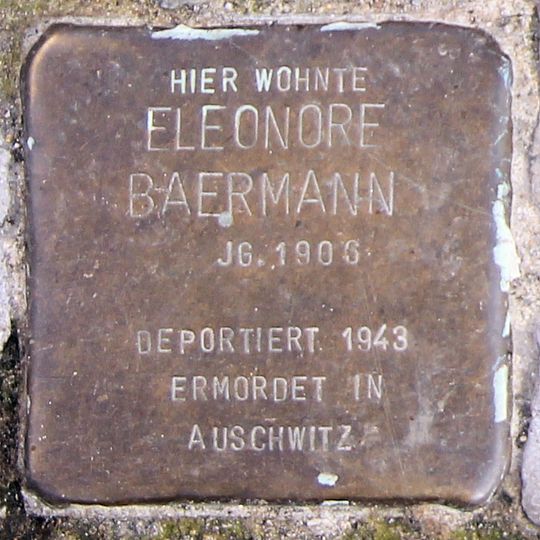 HIER WOHNTE
ELEONORE
BAERMANN
JG. 1906
DEPORTIERT 1943
ERMORDET IN
AUSCHWITZ